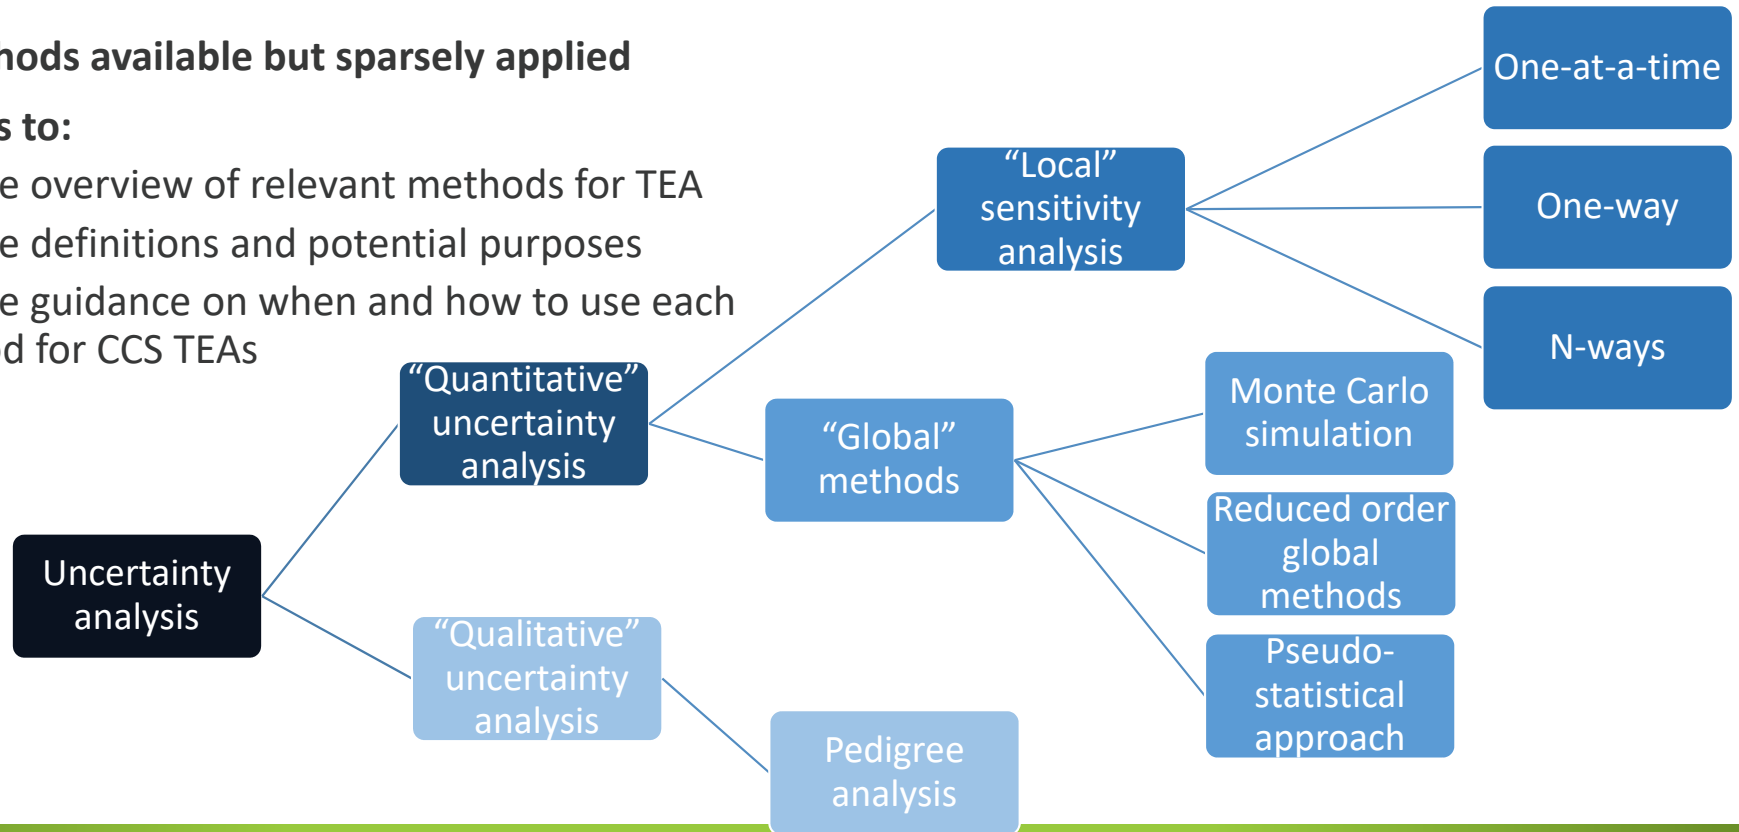 hods available but sparsely applied
s to:
e overview of relevant methods for TEA
e definitions and potential purposes
e guidance on when and how to use each
od for CCS TEAs
Uncertainty
analysis
“Quantitative”
uncertainty
analysis
“Qualitative”
uncertainty
analysis
“Local”
sensitivity
analysis
“Global”
methods
Pedigree
analysis
One-at-a-time
One-way
N-ways
Monte Carlo
simulation
Reduced order
global
methods
Pseudo-
statistical
approach